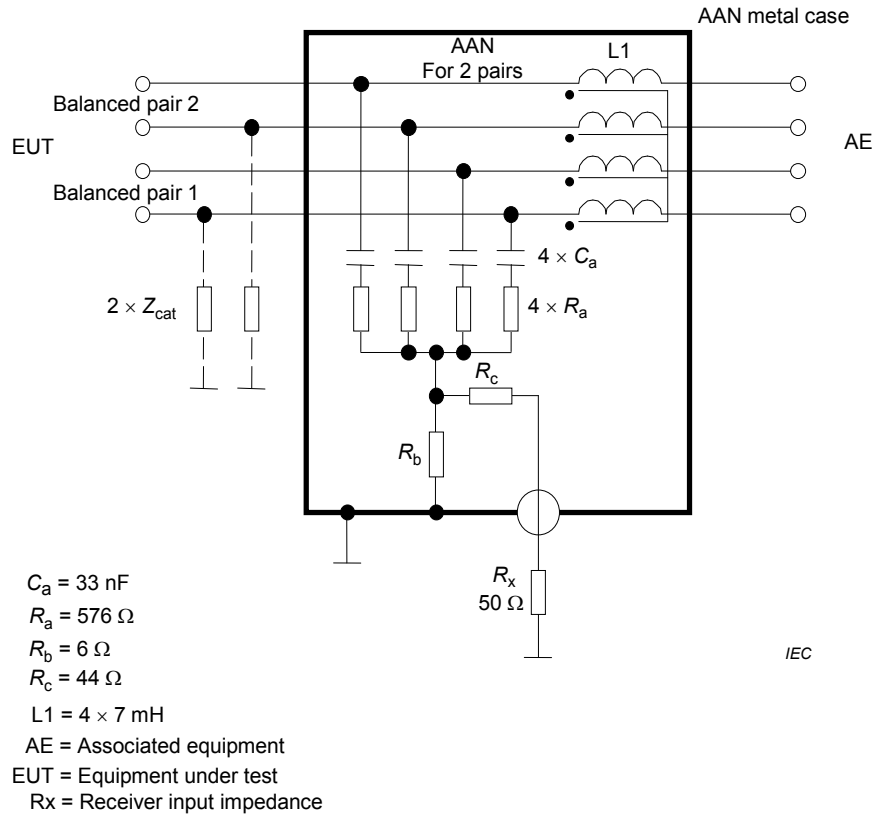 AAN metal case
AAN
For 2 pairs
L1
Balanced pair 2
EUT
AE
Balanced pair 1
4 × Ca
2 × Zcat
4 × Ra
Rc
Rb
Rx
50 Ω
Ca = 33 nF
Ra = 576 Ω
Rb = 6 Ω
Rc = 44 Ω
IEC
L1 = 4 × 7 mH
AE = Associated equipment
EUT = Equipment under test
Rx = Receiver input impedance